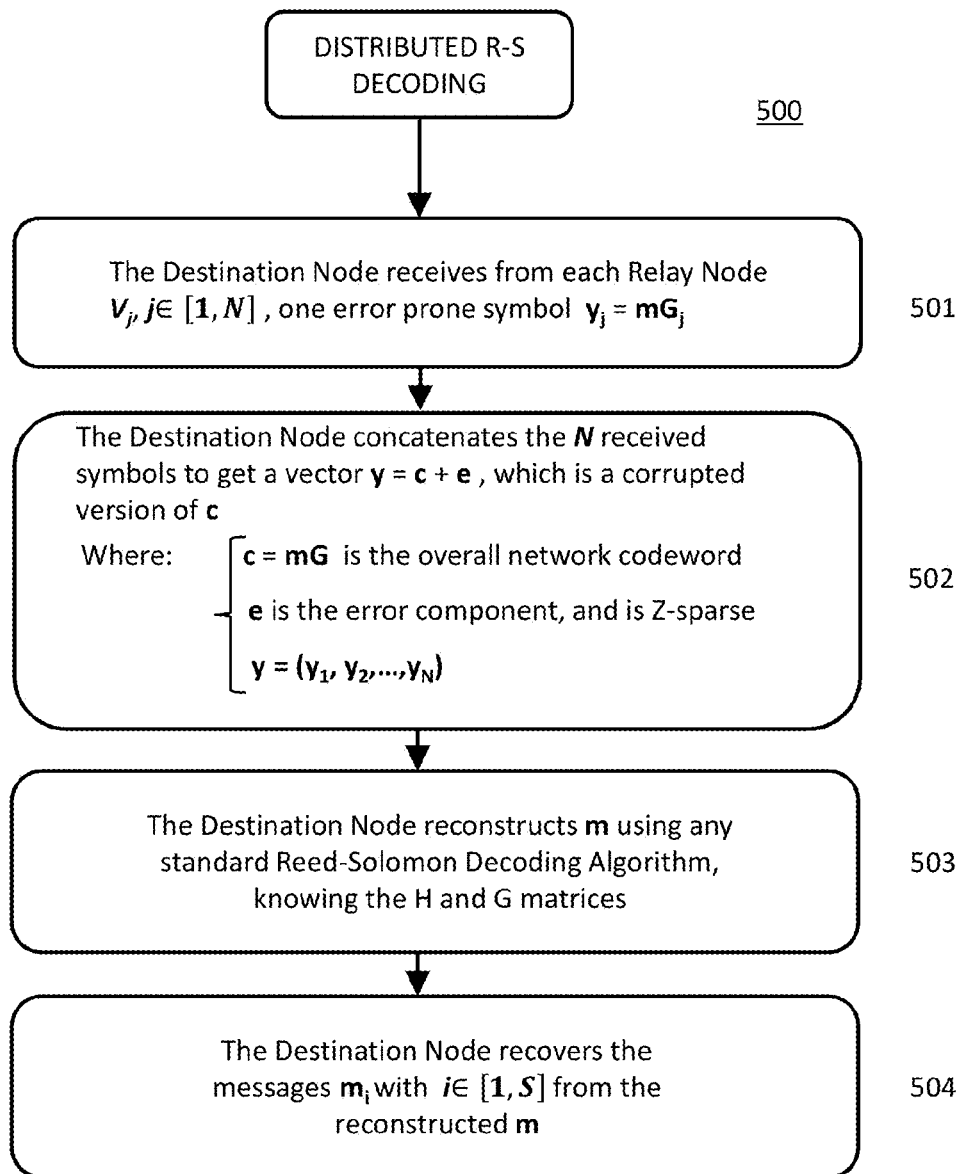 DISTRIBUTED R-S
DECODING
500
The Destination Node receives from each Relay Node
V_j, j∈ [1, N] , one error prone symbol y_j = mG_j
501
The Destination Node concatenates the N received
symbols to get a vector y = c + e , which is a corrupted
version of c
Where:
c = mG is the overall network codeword
e is the error component, and is Z-sparse
y = (y_1, y_2,...,y_N)
502
The Destination Node reconstructs m using any
standard Reed-Solomon Decoding Algorithm,
knowing the H and G matrices
503
The Destination Node recovers the
messages m_i with i∈ [1, S] from the
reconstructed m
504